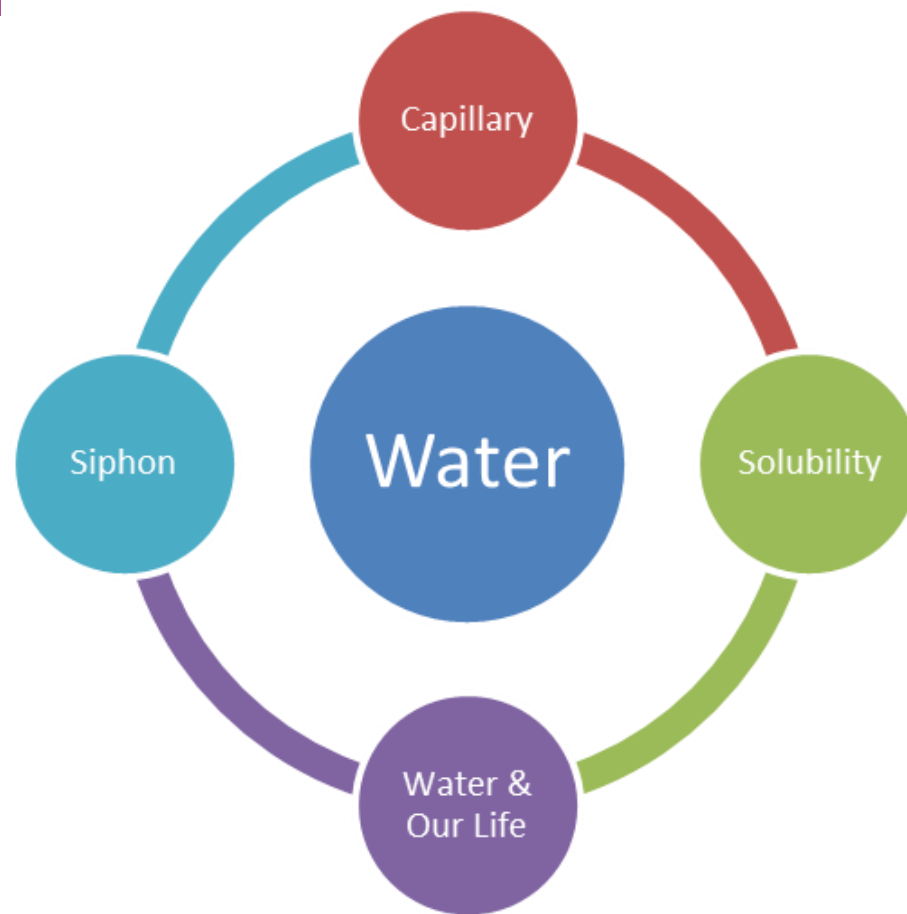 Capillary
Siphon
Water
Solubility
Water &
Our Life